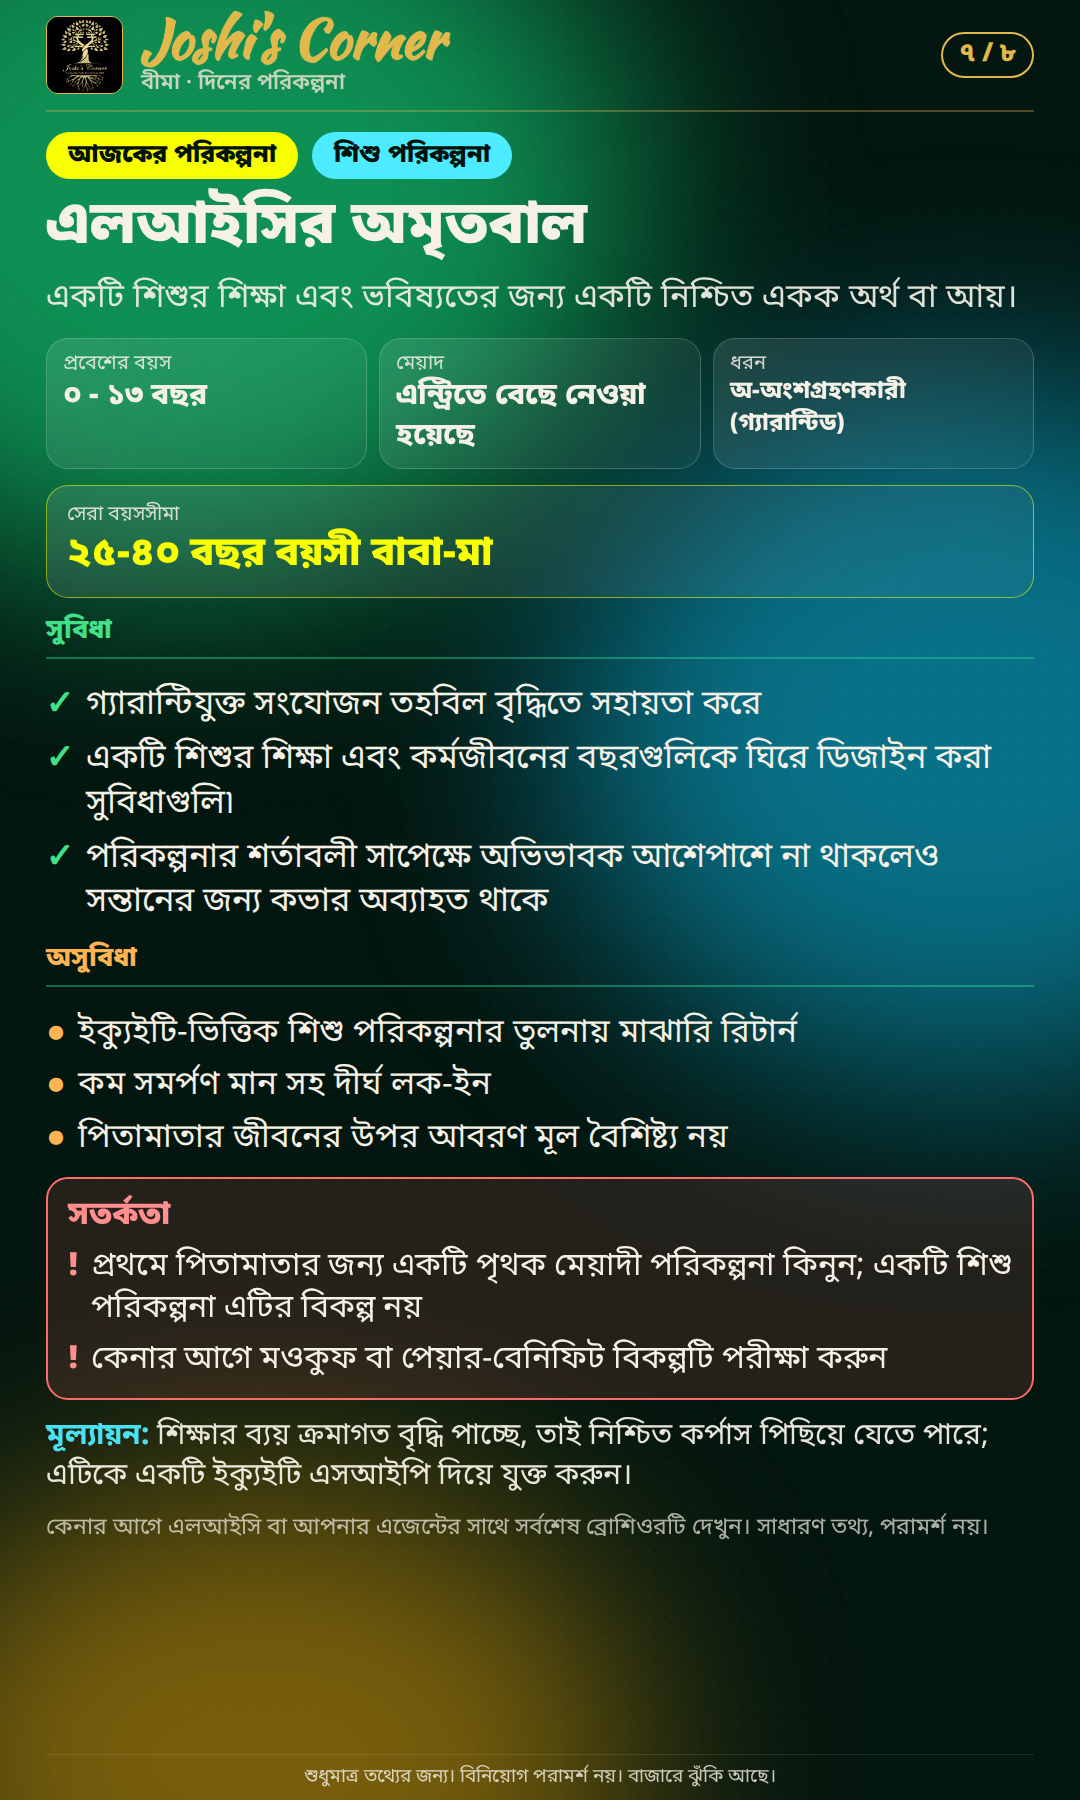 Joshi's Corner
বীমা · দিনের পরিকল্পনা
৭ / ৮
আজকের পরিকল্পনা
শিশু পরিকল্পনা
এলআইসির অমৃতবাল
একটি শিশুর শিক্ষা এবং ভবিষ্যতের জন্য একটি নিশ্চিত একক অর্থ বা আয়।
প্রবেশের বয়স
০ - ১৩ বছর
মেয়াদ
এন্ট্রিতে বেছে নেওয়া
হয়েছে
ধরন
অ-অংশগ্রহণকারী
(গ্যারান্টিড)
সেরা বয়সসীমা
২৫-৪০ বছর বয়সী বাবা-মা
সুবিধা
✓ গ্যারান্টিযুক্ত সংযোজন তহবিল বৃদ্ধিতে সহায়তা করে
✓ একটি শিশুর শিক্ষা এবং কর্মজীবনের বছরগুলিকে ঘিরে ডিজাইন করা
সুবিধাগুলি৷
✓ পরিকল্পনার শর্তাবলী সাপেক্ষে অভিভাবক আশেপাশে না থাকলেও
সন্তানের জন্য কভার অব্যাহত থাকে
অসুবিধা
● ইক্যুইটি-ভিত্তিক শিশু পরিকল্পনার তুলনায় মাঝারি রিটার্ন
● কম সমর্পণ মান সহ দীর্ঘ লক-ইন
● পিতামাতার জীবনের উপর আবরণ মূল বৈশিষ্ট্য নয়
সতর্কতা
! প্রথমে পিতামাতার জন্য একটি পৃথক মেয়াদী পরিকল্পনা কিনুন; একটি শিশু
পরিকল্পনা এটির বিকল্প নয়
! কেনার আগে মওকুফ বা পেয়ার-বেনিফিট বিকল্পটি পরীক্ষা করুন
মূল্যায়ন: শিক্ষার ব্যয় ক্রমাগত বৃদ্ধি পাচ্ছে, তাই নিশ্চিত কর্পাস পিছিয়ে যেতে পারে;
এটিকে একটি ইক্যুইটি এসআইপি দিয়ে যুক্ত করুন।
কেনার আগে এলআইসি বা আপনার এজেন্টের সাথে সর্বশেষ ব্রোশিওরটি দেখুন। সাধারণ তথ্য, পরামর্শ নয়।
শুধুমাত্র তথ্যের জন্য। বিনিয়োগ পরামর্শ নয়। বাজারে ঝুঁকি আছে।